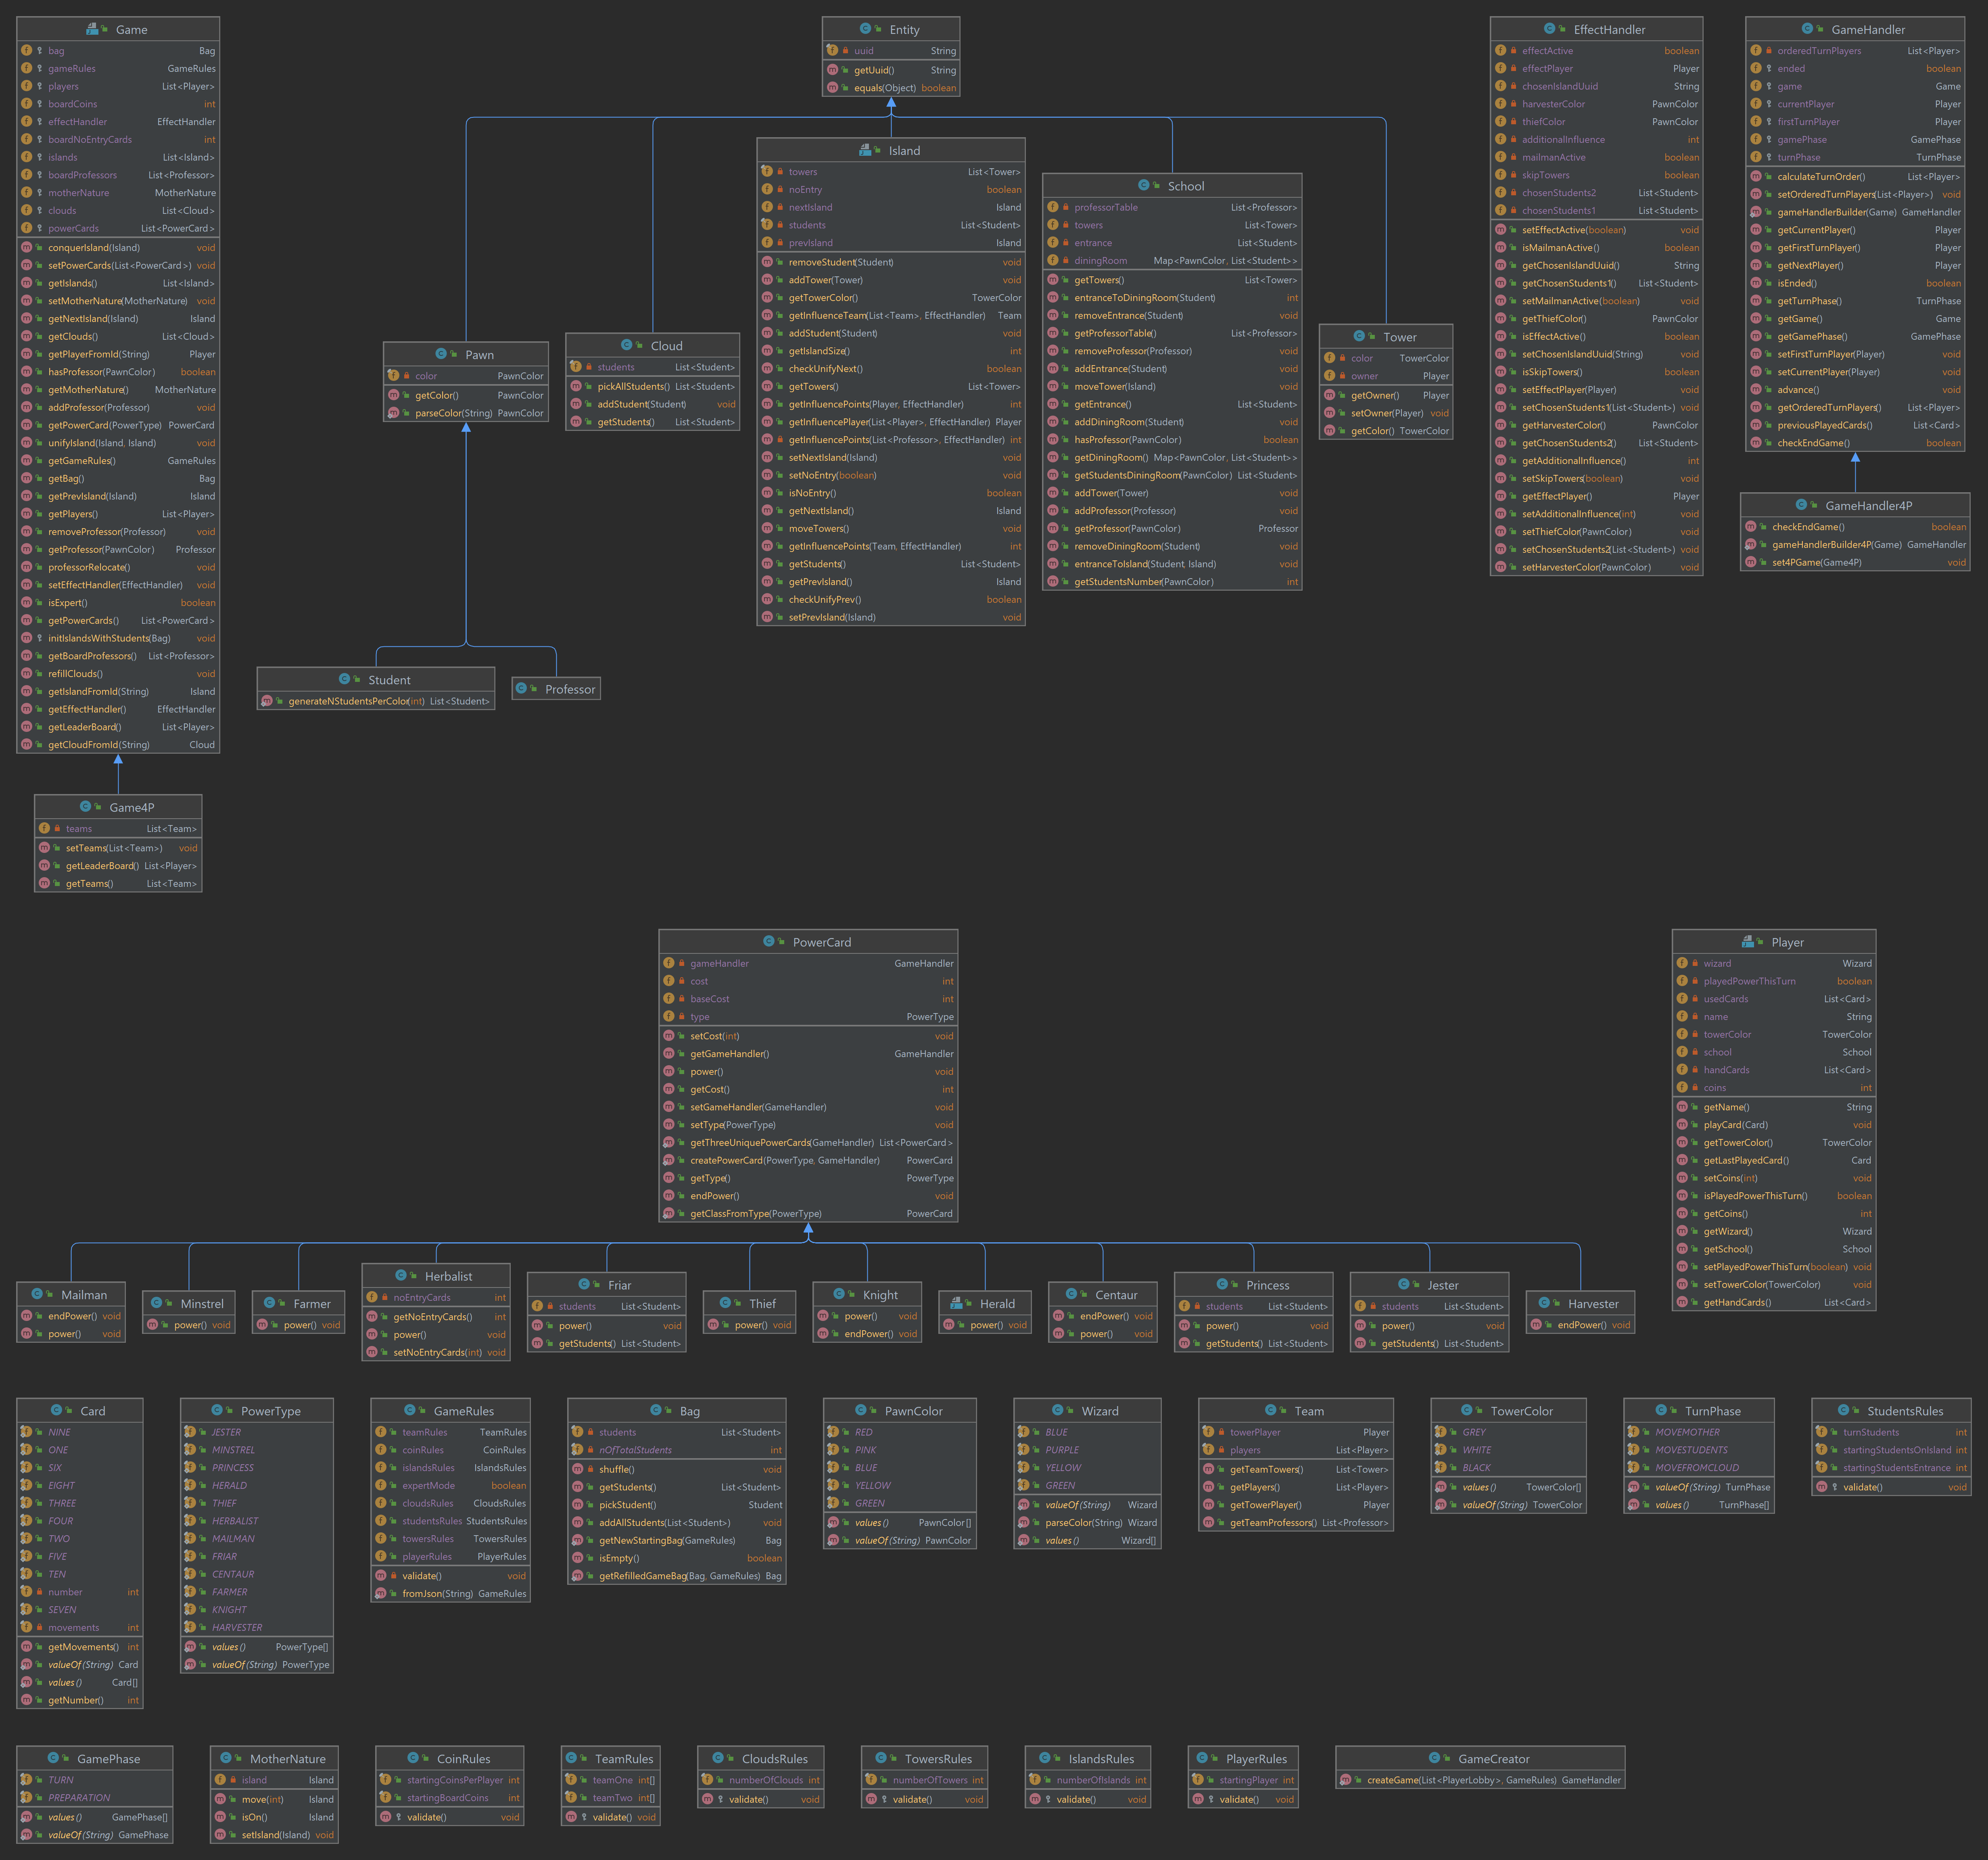 Game
bag Bag
gameRules GameRules
players List<Player>
boardCoins int
effectHandler EffectHandler
boardNoEntryCards int
islands List<Island>
boardProfessors List<Professor>
motherNature MotherNature
clouds List<Cloud>
powerCards List<PowerCard>
conquerIsland(Island) void
setPowerCards(List<PowerCard>) void
getIslands() List<Island>
setMotherNature(MotherNature) void
getNextIsland(Island) Island
getClouds() List<Cloud>
getPlayerFromId(String) Player
hasProfessor(PawnColor) boolean
getMotherNature() MotherNature
addProfessor(Professor) void
getPowerCard(PowerType) PowerCard
unifyIsland(Island, Island) void
getGameRules() GameRules
getBag() Bag
getPrevIsland(Island) Island
getPlayers() List<Player>
removeProfessor(Professor) void
getProfessor(PawnColor) Professor
professorRelocate() void
setEffectHandler(EffectHandler) void
isExpert() boolean
getPowerCards() List<PowerCard>
initIslandsWithStudents(Bag) void
getBoardProfessors() List<Professor>
refillClouds() void
getIslandFromId(String) Island
getEffectHandler() EffectHandler
getLeaderBoard() List<Player>
getCloudFromId(String) Cloud
Game4P
teams List<Team>
setTeams(List<Team>) void
getLeaderBoard() List<Player>
getTeams() List<Team>
Entity
uuid String
getUuid() String
equals(Object) boolean
Pawn
color PawnColor
getColor() PawnColor
parseColor(String) PawnColor
Student
generateNStudentsPerColor(int) List<Student>
Professor
Cloud
students List<Student>
pickAllStudents() List<Student>
addStudent(Student) void
getStudents() List<Student>
Island
towers List<Tower>
noEntry boolean
nextIsland Island
students List<Student>
prevIsland Island
removeStudent(Student) void
addTower(Tower) void
getTowerColor() TowerColor
getInfluenceTeam(List<Team>, EffectHandler) Team
addStudent(Student) void
getIslandSize() int
checkUnifyNext() boolean
getTowers() List<Tower>
getInfluencePoints(Player, EffectHandler) int
getInfluencePlayer(List<Player>, EffectHandler) Player
getInfluencePoints(List<Professor>, EffectHandler) int
setNextIsland(Island) void
setNoEntry(boolean) void
isNoEntry() boolean
getNextIsland() Island
moveTowers() void
getInfluencePoints(Team, EffectHandler) int
getStudents() List<Student>
getPrevIsland() Island
checkUnifyPrev() boolean
setPrevIsland(Island) void
School
professorTable List<Professor>
towers List<Tower>
entrance List<Student>
diningRoom Map<PawnColor, List<Student>>
getTowers() List<Tower>
entranceToDiningRoom(Student) int
removeEntrance(Student) void
getProfessorTable() List<Professor>
removeProfessor(Professor) void
addEntrance(Student) void
moveTower(Island) void
getEntrance() List<Student>
addDiningRoom(Student) void
hasProfessor(PawnColor) boolean
getDiningRoom() Map<PawnColor, List<Student>>
getStudentsDiningRoom(PawnColor) List<Student>
addTower(Tower) void
addProfessor(Professor) void
getProfessor(PawnColor) Professor
removeDiningRoom(Student) void
entranceToIsland(Student, Island) void
getStudentsNumber(PawnColor) int
Tower
color TowerColor
owner Player
getOwner() Player
setOwner(Player) void
getColor() TowerColor
EffectHandler
effectActive boolean
effectPlayer Player
chosenIslandUuid String
harvesterColor PawnColor
thiefColor PawnColor
additionalInfluence int
mailmanActive boolean
skipTowers boolean
chosenStudents2 List<Student>
chosenStudents1 List<Student>
setEffectActive(boolean) void
isMailmanActive() boolean
getChosenIslandUuid() String
getChosenStudents1() List<Student>
setMailmanActive(boolean) void
getThiefColor() PawnColor
isEffectActive() boolean
setChosenIslandUuid(String) void
isSkipTowers() boolean
setEffectPlayer(Player) void
setChosenStudents1(List<Student>) void
getHarvesterColor() PawnColor
getChosenStudents2() List<Student>
getAdditionalInfluence() int
setSkipTowers(boolean) void
getEffectPlayer() Player
setAdditionalInfluence(int) void
setThiefColor(PawnColor) void
setChosenStudents2(List<Student>) void
setHarvesterColor(PawnColor) void
GameHandler
orderedTurnPlayers List<Player>
ended boolean
game Game
currentPlayer Player
firstTurnPlayer Player
gamePhase GamePhase
turnPhase TurnPhase
calculateTurnOrder() List<Player>
setOrderedTurnPlayers(List<Player>) void
gameHandlerBuilder(Game) GameHandler
getCurrentPlayer() Player
getFirstTurnPlayer() Player
getNextPlayer() Player
isEnded() boolean
getTurnPhase() TurnPhase
getGame() Game
getGamePhase() GamePhase
setFirstTurnPlayer(Player) void
setCurrentPlayer(Player) void
advance() void
getOrderedTurnPlayers() List<Player>
previousPlayedCards() List<Card>
checkEndGame() boolean
GameHandler4P
checkEndGame() boolean
gameHandlerBuilder4P(Game) GameHandler
set4PGame(Game4P) void
PowerCard
gameHandler GameHandler
cost int
baseCost int
type PowerType
setCost(int) void
getGameHandler() GameHandler
power() void
getCost() int
setGameHandler(GameHandler) void
setType(PowerType) void
getThreeUniquePowerCards(GameHandler) List<PowerCard>
createPowerCard(PowerType, GameHandler) PowerCard
getType() PowerType
endPower() void
getClassFromType(PowerType) PowerCard
Player
wizard Wizard
playedPowerThisTurn boolean
usedCards List<Card>
name String
towerColor TowerColor
school School
handCards List<Card>
coins int
getName() String
playCard(Card) void
getTowerColor() TowerColor
getLastPlayedCard() Card
setCoins(int) void
isPlayedPowerThisTurn() boolean
getCoins() int
getWizard() Wizard
getSchool() School
setPlayedPowerThisTurn(boolean) void
setTowerColor(TowerColor) void
getHandCards() List<Card>
Mailman
endPower() void
power() void
Minstrel
power() void
Farmer
power() void
Herbalist
noEntryCards int
getNoEntryCards() int
power() void
setNoEntryCards(int) void
Friar
students List<Student>
power() void
getStudents() List<Student>
Thief
power() void
Knight
power() void
endPower() void
Herald
power() void
Centaur
endPower() void
power() void
Princess
students List<Student>
power() void
getStudents() List<Student>
Jester
students List<Student>
power() void
getStudents() List<Student>
Harvester
endPower() void
Card
NINE
ONE
SIX
EIGHT
THREE
FOUR
TWO
FIVE
TEN
number int
SEVEN
movements int
getMovements() int
valueOf(String) Card
values() Card[]
getNumber() int
PowerType
JESTER
MINSTREL
PRINCESS
HERALD
THIEF
HERBALIST
MAILMAN
FRIAR
CENTAUR
FARMER
KNIGHT
HARVESTER
values() PowerType[]
valueOf(String) PowerType
GameRules
teamRules TeamRules
coinRules CoinRules
islandsRules IslandsRules
expertMode boolean
cloudsRules CloudsRules
studentsRules StudentsRules
towersRules TowersRules
playerRules PlayerRules
validate() void
fromJson(String) GameRules
Bag
students List<Student>
nOfTotalStudents int
shuffle() void
getStudents() List<Student>
pickStudent() Student
addAllStudents(List<Student>) void
getNewStartingBag(GameRules) Bag
isEmpty() boolean
getRefilledGameBag(Bag, GameRules) Bag
PawnColor
RED
PINK
BLUE
YELLOW
GREEN
values() PawnColor[]
valueOf(String) PawnColor
Wizard
BLUE
PURPLE
YELLOW
GREEN
valueOf(String) Wizard
parseColor(String) Wizard
values() Wizard[]
Team
towerPlayer Player
players List<Player>
getTeamTowers() List<Tower>
getPlayers() List<Player>
getTowerPlayer() Player
getTeamProfessors() List<Professor>
TowerColor
GREY
WHITE
BLACK
values() TowerColor[]
valueOf(String) TowerColor
TurnPhase
MOVEMOTHER
MOVESTUDENTS
MOVEFROMCLOUD
valueOf(String) TurnPhase
values() TurnPhase[]
StudentsRules
turnStudents int
startingStudentsOnIsland int
startingStudentsEntrance int
validate() void
GamePhase
TURN
PREPARATION
values() GamePhase[]
valueOf(String) GamePhase
MotherNature
island Island
move(int) Island
isOn() Island
setIsland(Island) void
CoinRules
startingCoinsPerPlayer int
startingBoardCoins int
validate() void
TeamRules
teamOne int[]
teamTwo int[]
validate() void
CloudsRules
numberOfClouds int
validate() void
TowersRules
numberOfTowers int
validate() void
IslandsRules
numberOfIslands int
validate() void
PlayerRules
startingPlayer int
validate() void
GameCreator
createGame(List<PlayerLobby>, GameRules) GameHandler